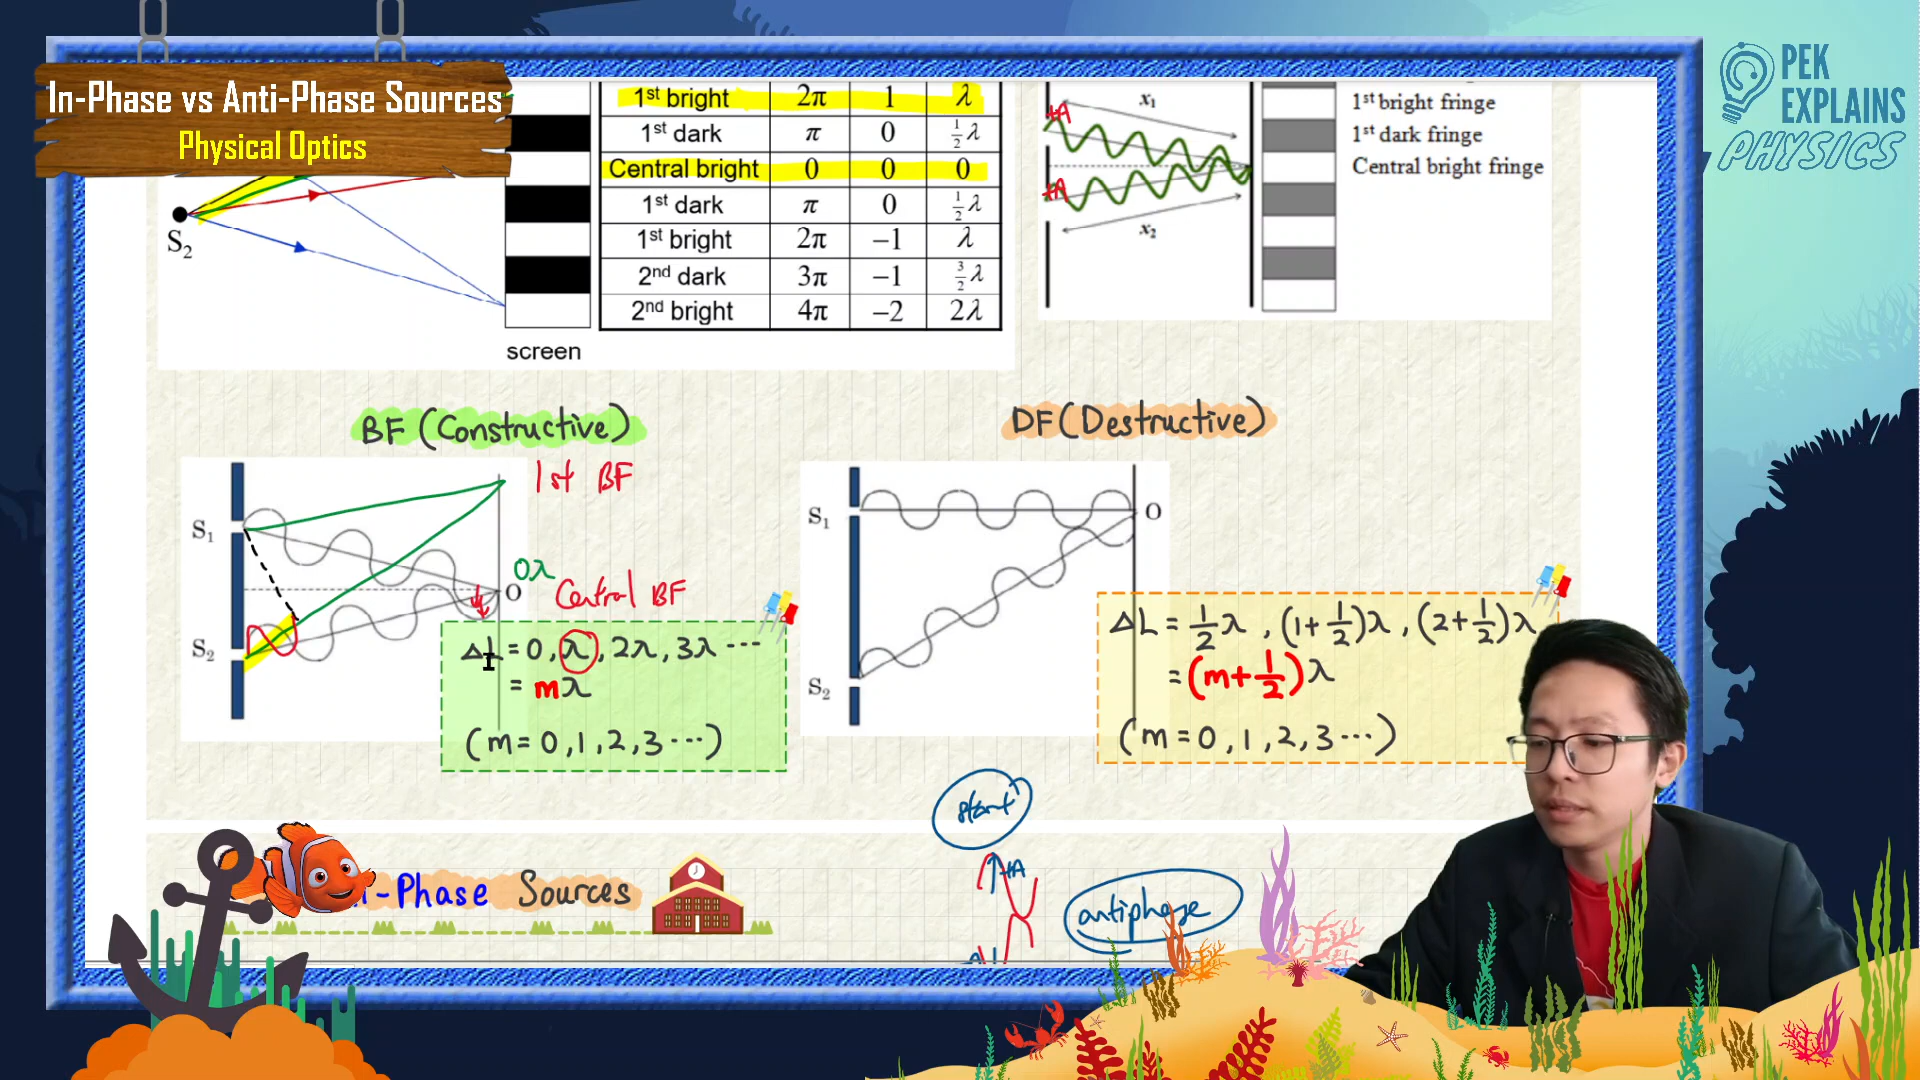 In-Phase vs Anti-Phase Sources
Physical Optics
PEK
EXPLAINS
PHYSICS
S₂
screen
1st bright 2π 1 λ
1st dark π 0 ½λ
Central bright 0 0 0
1st dark π 0 ½λ
1st bright 2π −1 λ
2nd dark 3π −1 3/2 λ
2nd bright 4π −2 2λ
x₁
+A
+A
x₂
1st bright fringe
1st dark fringe
Central bright fringe
BF (Constructive)
1st BF
S₁
S₂
0λ
O
Central BF
ΔL = 0, λ, 2λ, 3λ ...
= mλ
(m = 0, 1, 2, 3 ...)
DF (Destructive)
S₁
O
S₂
ΔL = ½λ, (1+½)λ, (2+½)λ
= (m+½)λ
(m = 0, 1, 2, 3 ...)
start
+A
antiphase
-Phase Sources